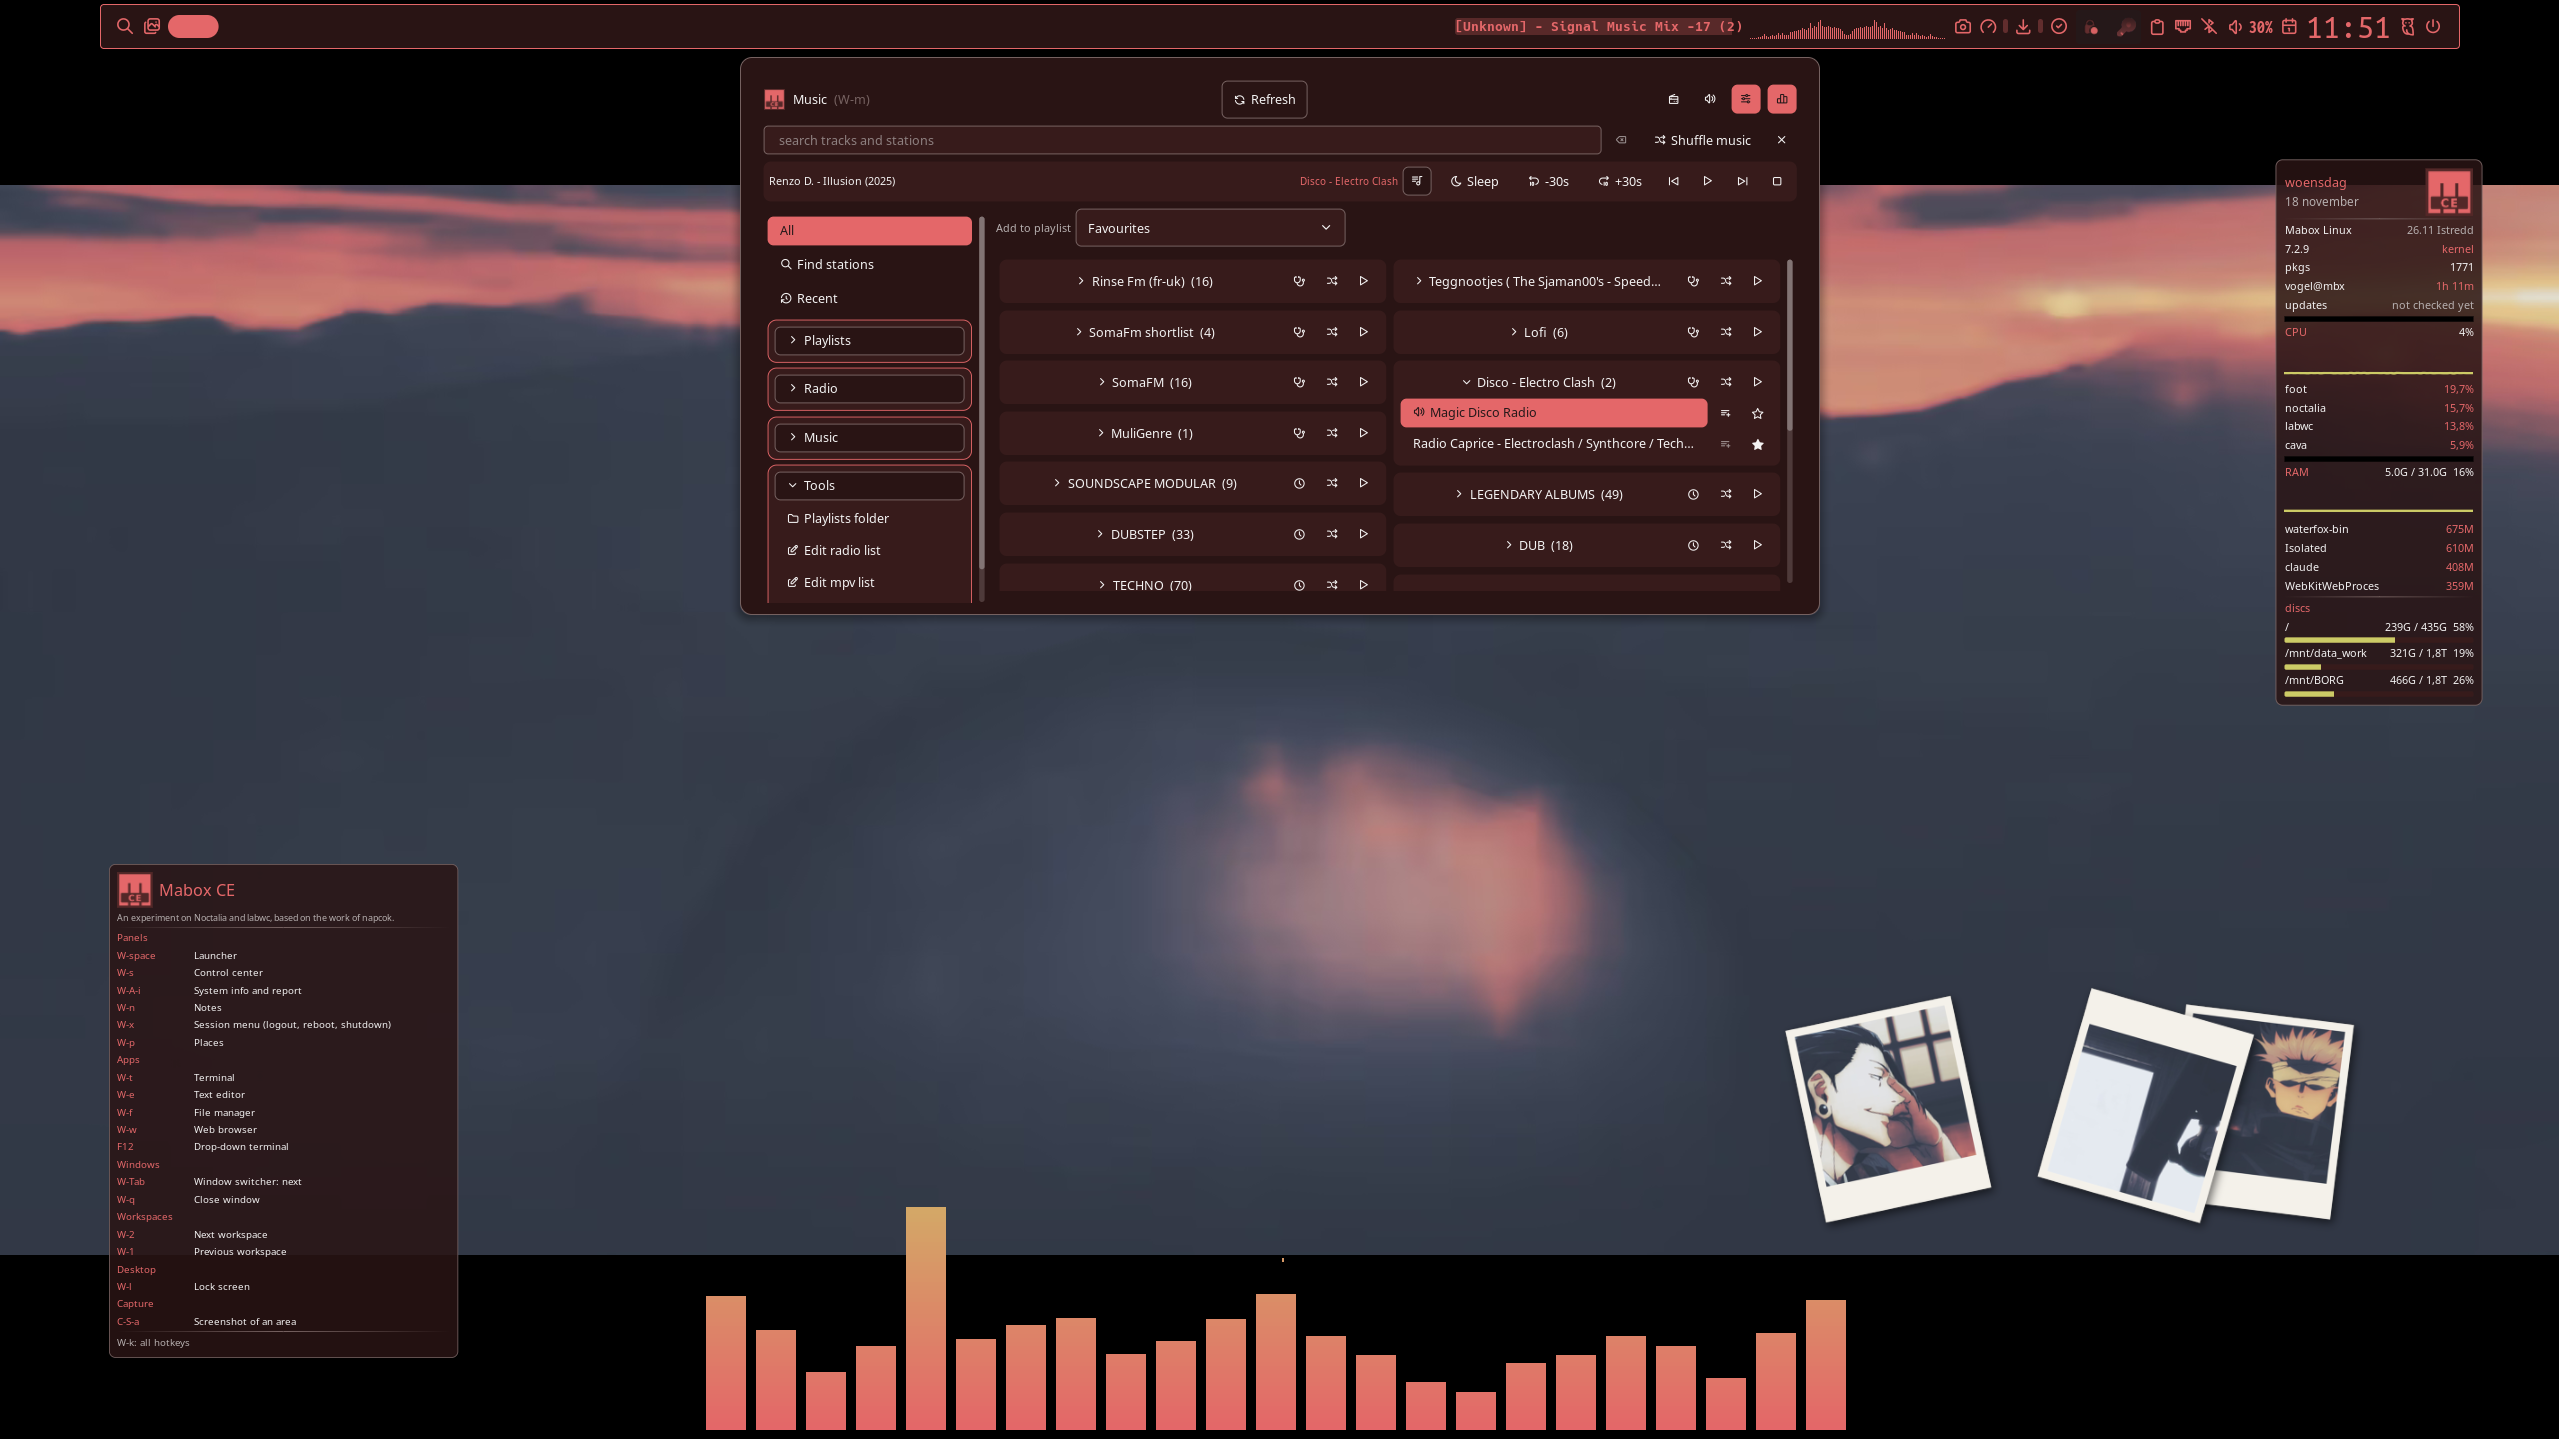 [Unknown] - Signal Music Mix -17 (2)
30%
11:51
Music (W-m)
Refresh
search tracks and stations
Shuffle music
Renzo D. - Illusion (2025)
Disco - Electro Clash
Sleep
-30s
+30s
All
Find stations
Recent
Playlists
Radio
Music
Tools
Playlists folder
Edit radio list
Edit mpv list
Add to playlist
Favourites
Rinse Fm (fr-uk) (16)
SomaFm shortlist (4)
SomaFM (16)
MuliGenre (1)
SOUNDSCAPE MODULAR (9)
DUBSTEP (33)
TECHNO (70)
Teggnootjes ( The Sjaman00's - Speed...
Lofi (6)
Disco - Electro Clash (2)
Magic Disco Radio
Radio Caprice - Electroclash / Synthcore / Tech...
LEGENDARY ALBUMS (49)
DUB (18)
woensdag
18 november
CE
Mabox Linux 26.11 Istredd
7.2.9 kernel
pkgs 1771
vogel@mbx 1h 11m
updates not checked yet
CPU 4%
foot 19,7%
noctalia 15,7%
labwc 13,8%
cava 5,9%
RAM 5.0G / 31.0G 16%
waterfox-bin 675M
Isolated 610M
claude 408M
WebKitWebProces 359M
discs
/ 239G / 435G 58%
/mnt/data_work 321G / 1,8T 19%
/mnt/BORG 466G / 1,8T 26%
CE
Mabox CE
An experiment on Noctalia and labwc, based on the work of napcok.
Panels
W-space Launcher
W-s Control center
W-A-i System info and report
W-n Notes
W-x Session menu (logout, reboot, shutdown)
W-p Places
Apps
W-t Terminal
W-e Text editor
W-f File manager
W-w Web browser
F12 Drop-down terminal
Windows
W-Tab Window switcher: next
W-q Close window
Workspaces
W-2 Next workspace
W-1 Previous workspace
Desktop
W-l Lock screen
Capture
C-S-a Screenshot of an area
W-k: all hotkeys